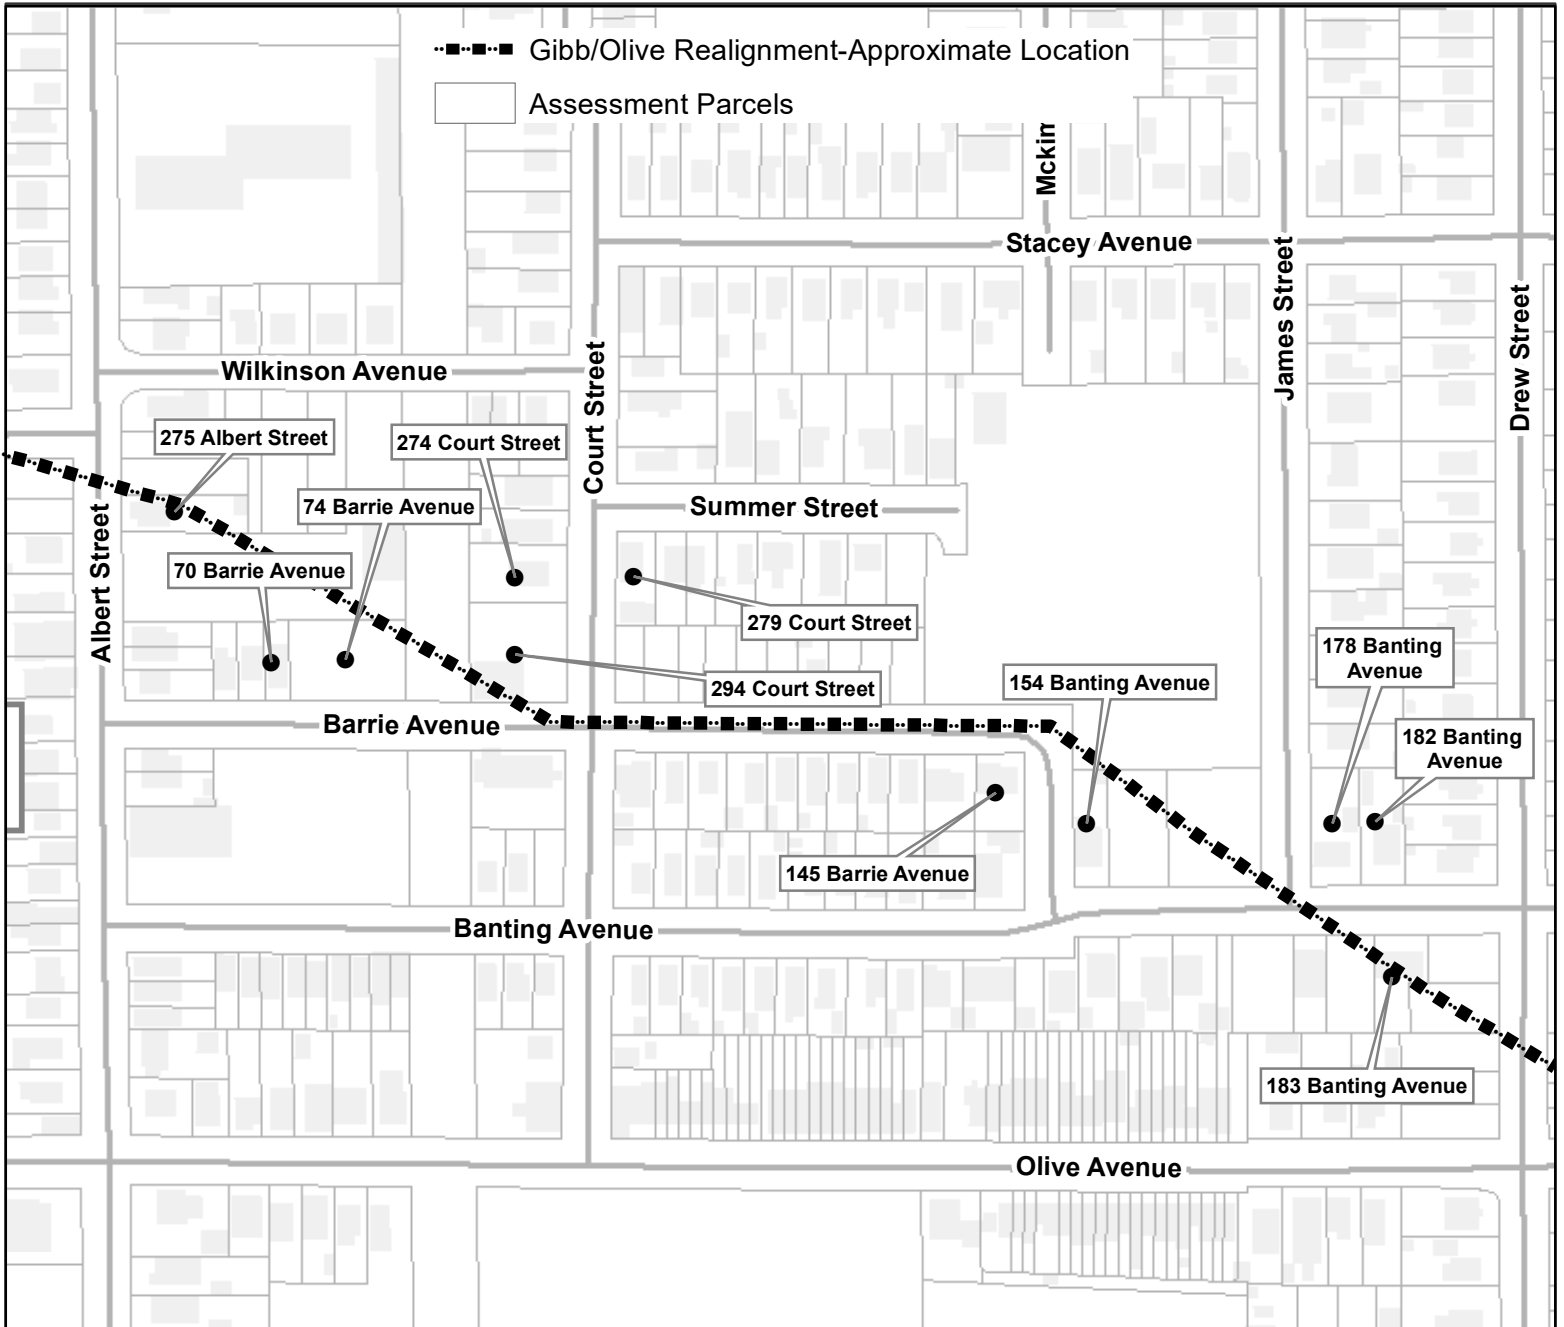 Gibb/Olive Realignment-Approximate Location
Assessment Parcels
Mckim
Stacey Avenue
James Street
Drew Street
Wilkinson Avenue
Court Street
275 Albert Street
274 Court Street
74 Barrie Avenue
Summer Street
Albert Street
70 Barrie Avenue
279 Court Street
178 Banting
Avenue
294 Court Street
154 Banting Avenue
Barrie Avenue
182 Banting
Avenue
145 Barrie Avenue
Banting Avenue
183 Banting Avenue
Olive Avenue